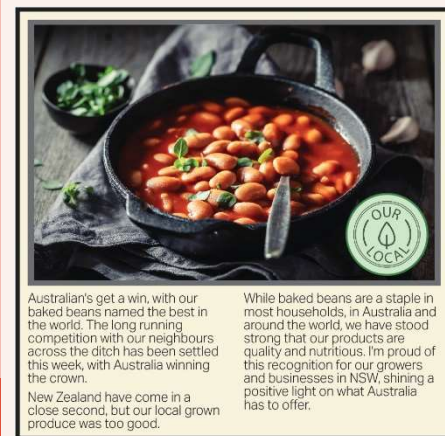 OUR
LOCAL
Australian's get a win, with our
baked beans named the best in
the world. The long running
competition with our neighbours
across the ditch has been settled
this week, with Australia winning
the crown.
New Zealand have come in a
close second, but our local grown
produce was too good.
While baked beans are a staple in
most households, in Australia and
around the world, we have stood
strong that our products are
quality and nutritious. I'm proud of
this recognition for our growers
and businesses in NSW, shining a
positive light on what Australia
has to offer.